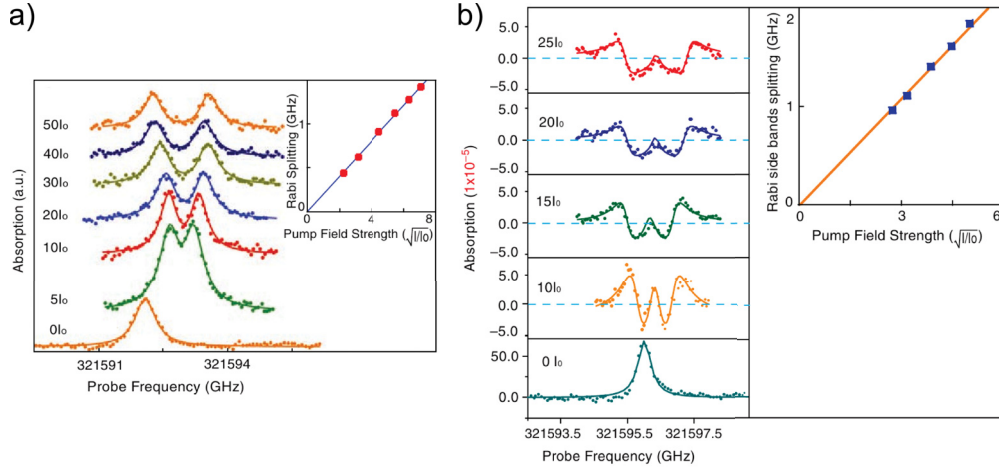 a)
50I₀
40I₀
30I₀
20I₀
10I₀
5I₀
0I₀
Absorption (a.u.)
321591
321594
Probe Frequency (GHz)
Rabi Splitting (GHz)
1
0
0
4
8
Pump Field Strength (√I/I₀)
b)
25I₀
5.0
0.0
−5.0
20I₀
5.0
0.0
−5.0
15I₀
5.0
0.0
−5.0
10I₀
5.0
0.0
−5.0
0 I₀
50.0
0.0
Absorption (1x10⁻⁵)
321593.5
321595.5
321597.5
Probe Frequency (GHz)
Rabi side bands splitting (GHz)
2
1
0
0
3
6
Pump Field Strength (√I/I₀)